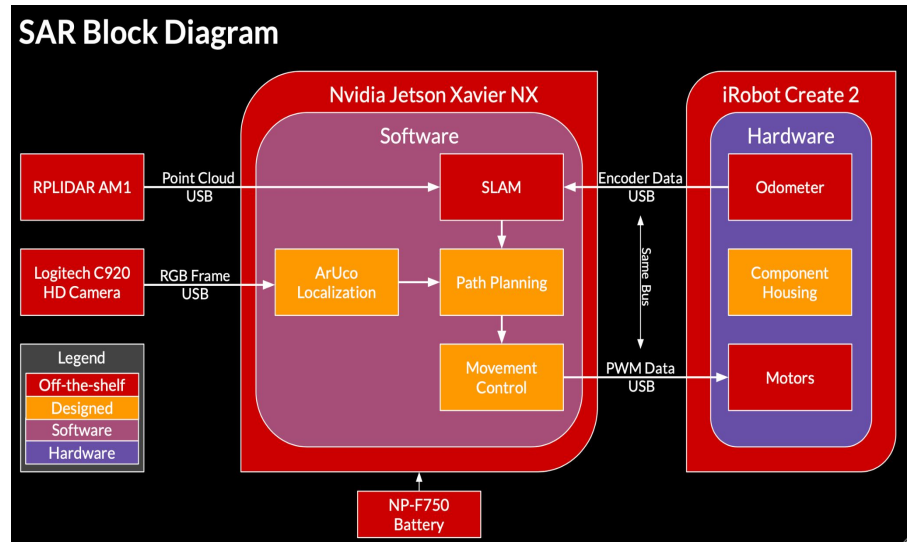 SAR Block Diagram
Nvidia Jetson Xavier NX
iRobot Create 2
Software
Hardware
RPLIDAR AM1
Point Cloud
USB
SLAM
Encoder Data
USB
Odometer
Logitech C920
HD Camera
RGB Frame
USB
ArUco
Localization
Path Planning
Same Bus
Component
Housing
Legend
Off-the-shelf
Designed
Software
Hardware
Movement
Control
PWM Data
USB
Motors
NP-F750
Battery